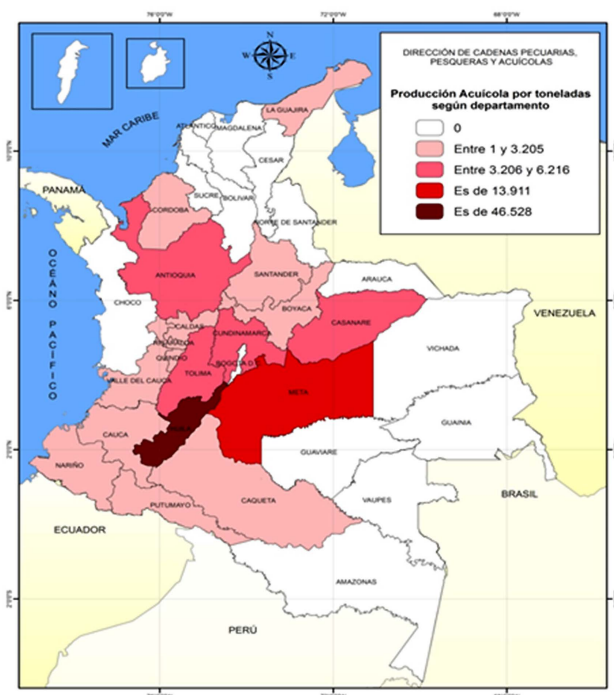 76°0'0"W 72°0'0"W 68°0'0"W
N
W E
S
DIRECCIÓN DE CADENAS PECUARIAS,
PESQUERAS Y ACUÍCOLAS
Producción Acuícola por toneladas
según departamento
0
Entre 1 y 3.205
Entre 3.206 y 6.216
Es de 13.911
Es de 46.528
MAR CARIBE
LA GUAJIRA
ATLANTICO
MAGDALENA
CESAR
PANAMÁ
SUCRE
BOLIVAR
CORDOBA
NORTE DE SANTANDER
OCÉANO PACÍFICO
ANTIOQUIA
SANTANDER
ARAUCA
CHOCO
BOYACA
VENEZUELA
CALDAS
CUNDINAMARCA
CASANARE
QUINDIO
VICHADA
TOLIMA
VALLE DEL CAUCA
META
GUAINIA
CAUCA
GUAVIARE
NARIÑO
CAQUETA
VAUPES
BRASIL
PUTUMAYO
ECUADOR
AMAZONAS
PERÚ